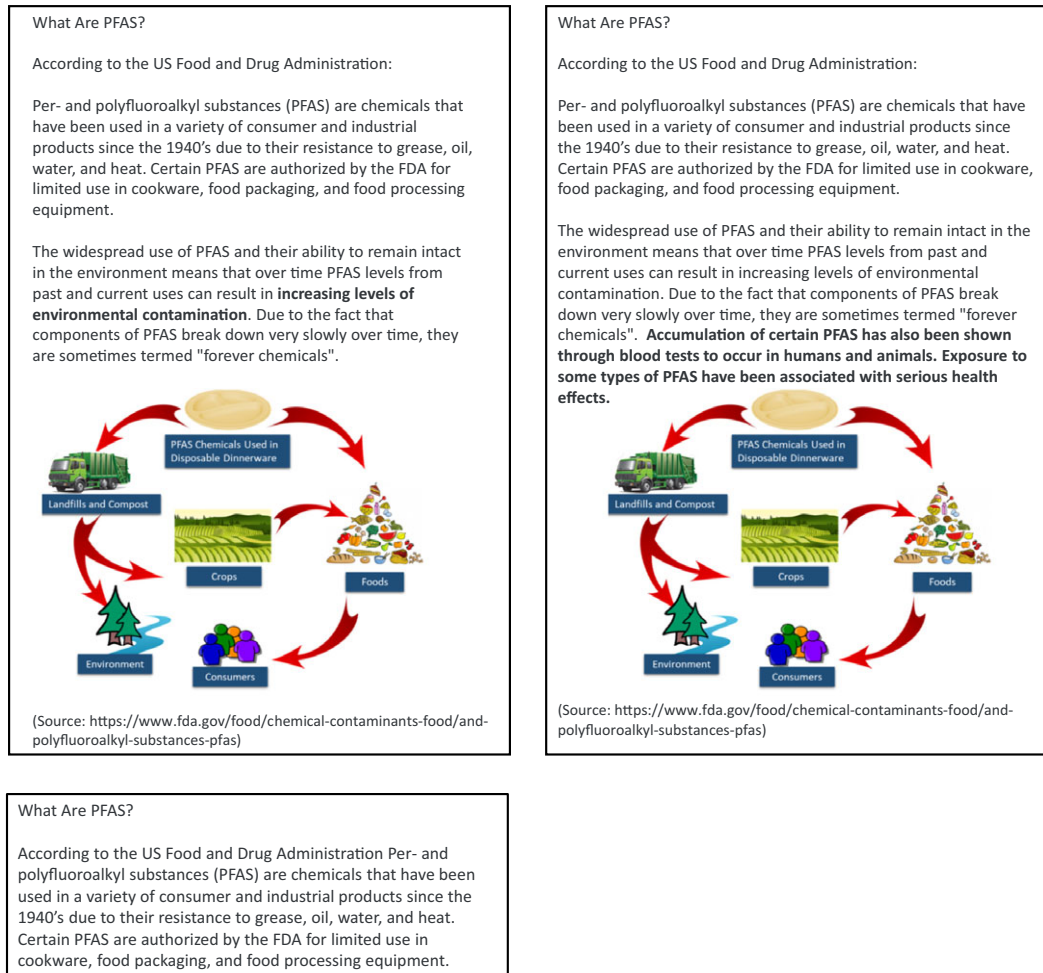 What Are PFAS?
According to the US Food and Drug Administration:
Per- and polyfluoroalkyl substances (PFAS) are chemicals that
have been used in a variety of consumer and industrial
products since the 1940’s due to their resistance to grease, oil,
water, and heat. Certain PFAS are authorized by the FDA for
limited use in cookware, food packaging, and food processing
equipment.
The widespread use of PFAS and their ability to remain intact
in the environment means that over time PFAS levels from
past and current uses can result in increasing levels of
environmental contamination. Due to the fact that
components of PFAS break down very slowly over time, they
are sometimes termed "forever chemicals".
PFAS Chemicals Used in
Disposable Dinnerware
Landfills and Compost
Crops
Foods
Environment
Consumers
(Source: https://www.fda.gov/food/chemical-contaminants-food/and-
polyfluoroalkyl-substances-pfas)
What Are PFAS?
According to the US Food and Drug Administration:
Per- and polyfluoroalkyl substances (PFAS) are chemicals that have
been used in a variety of consumer and industrial products since
the 1940’s due to their resistance to grease, oil, water, and heat.
Certain PFAS are authorized by the FDA for limited use in cookware,
food packaging, and food processing equipment.
The widespread use of PFAS and their ability to remain intact in the
environment means that over time PFAS levels from past and
current uses can result in increasing levels of environmental
contamination. Due to the fact that components of PFAS break
down very slowly over time, they are sometimes termed "forever
chemicals". Accumulation of certain PFAS has also been shown
through blood tests to occur in humans and animals. Exposure to
some types of PFAS have been associated with serious health
effects.
PFAS Chemicals Used in
Disposable Dinnerware
Landfills and Compost
Crops
Foods
Environment
Consumers
(Source: https://www.fda.gov/food/chemical-contaminants-food/and-
polyfluoroalkyl-substances-pfas)
What Are PFAS?
According to the US Food and Drug Administration Per- and
polyfluoroalkyl substances (PFAS) are chemicals that have been
used in a variety of consumer and industrial products since the
1940’s due to their resistance to grease, oil, water, and heat.
Certain PFAS are authorized by the FDA for limited use in
cookware, food packaging, and food processing equipment.